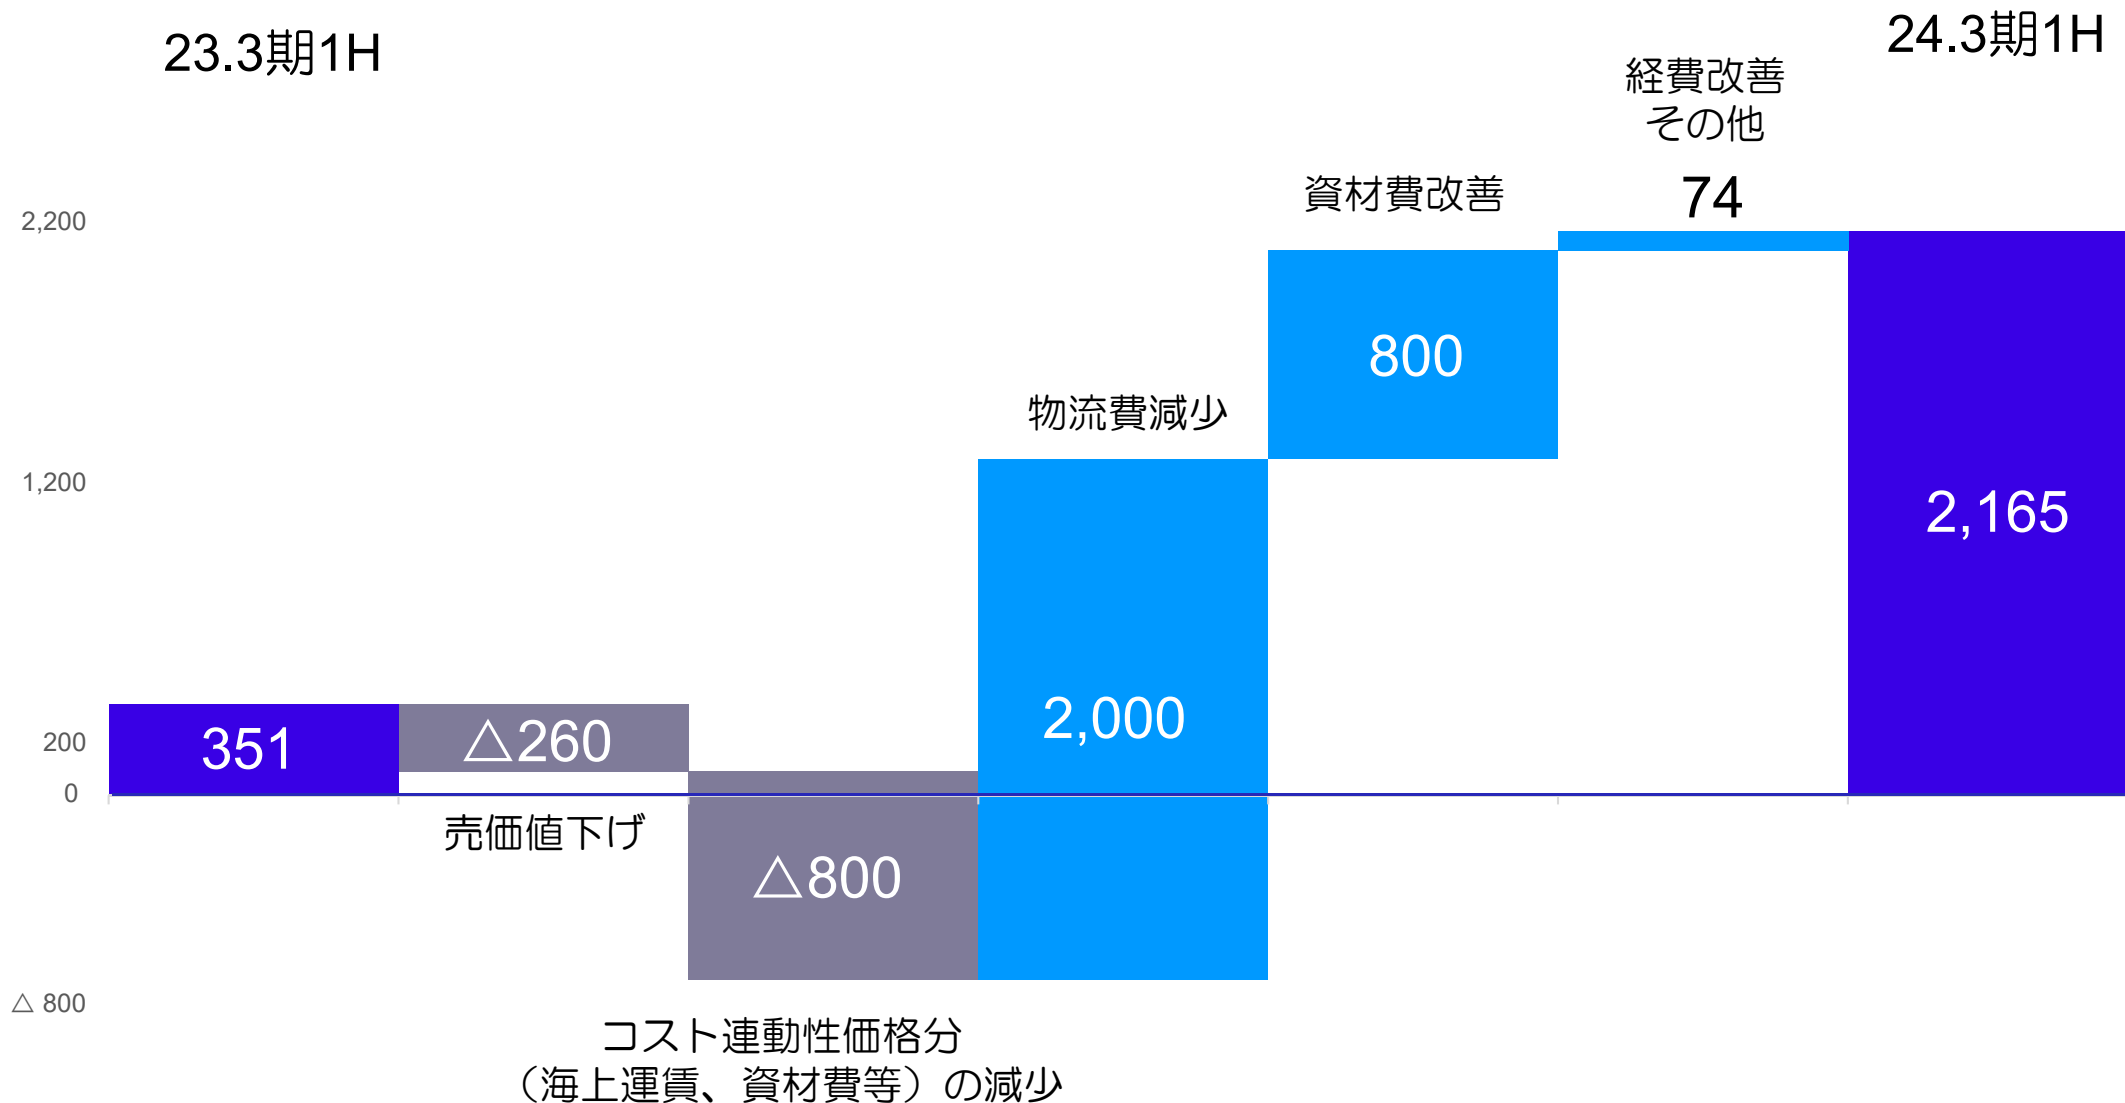 23.3期1H
24.3期1H
経費改善
その他
74
資材費改善
2,200
800
物流費減少
1,200
2,165
2,000
351
△260
200
0
売価値下げ
△800
△ 800
コスト連動性価格分
（海上運賃、資材費等）の減少